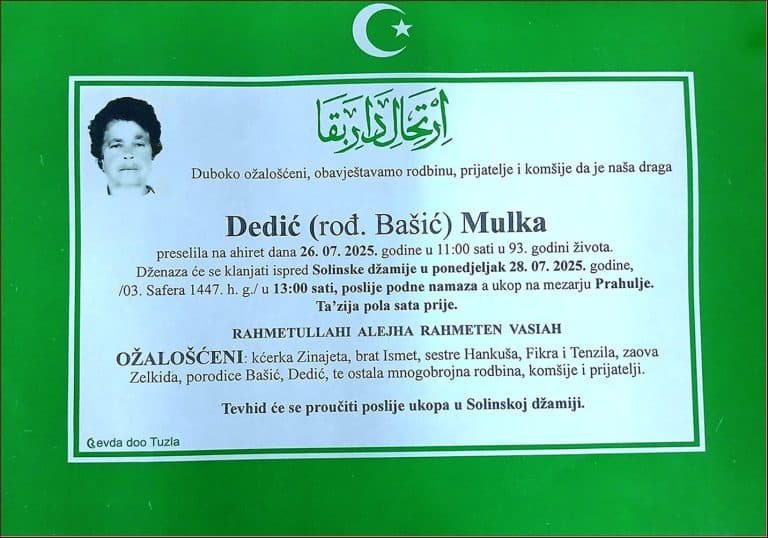 اِرْتِحَالِ دَارِ بَقَا
Duboko ožalošćeni, obavještavamo rodbinu, prijatelje i komšije da je naša draga
Dedić (rođ. Bašić) Mulka
preselila na ahiret dana 26. 07. 2025. godine u 11:00 sati u 93. godini života.
Dženaza će se klanjati ispred Solinske džamije u ponedjeljak 28. 07. 2025. godine,
/03. Safera 1447. h. g./ u 13:00 sati, poslije podne namaza a ukop na mezarju Prahulje.
Ta'zija pola sata prije.
RAHMETULLAHI ALEJHA RAHMETEN VASIAH
OŽALOŠĆENI: kćerka Zinajeta, brat Ismet, sestre Hankuša, Fikra i Tenzila, zaova
Zelkida, porodice Bašić, Dedić, te ostala mnogobrojna rodbina, komšije i prijatelji.
Tevhid će se proučiti poslije ukopa u Solinskoj džamiji.
evda doo Tuzla